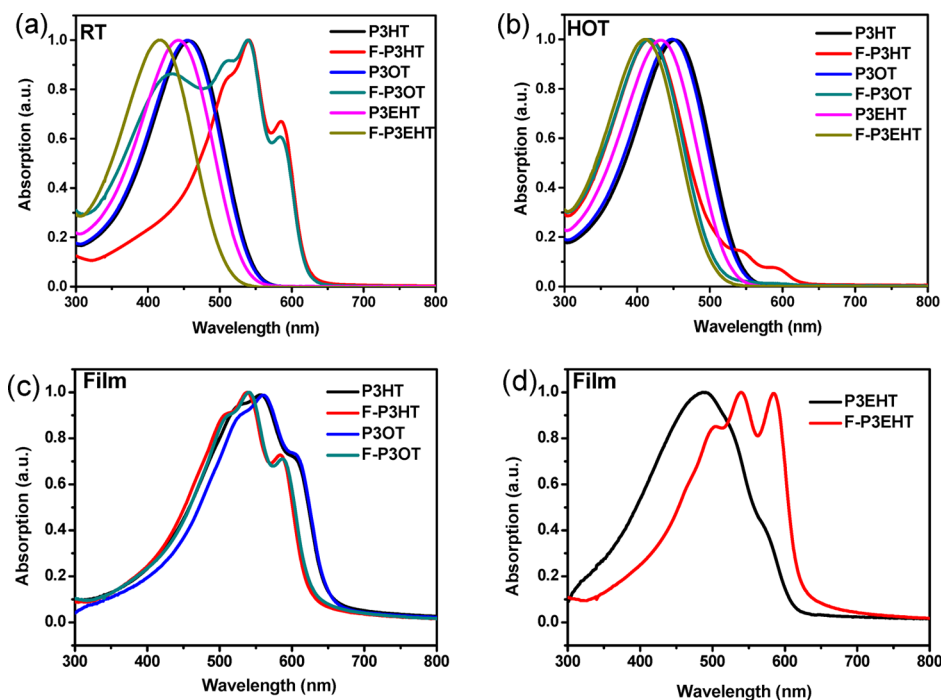 (a)
RT
P3HT
F-P3HT
P3OT
F-P3OT
P3EHT
F-P3EHT
1.0
0.8
0.6
0.4
0.2
0.0
Absorption (a.u.)
300 400 500 600 700 800
Wavelength (nm)
(b)
HOT
P3HT
F-P3HT
P3OT
F-P3OT
P3EHT
F-P3EHT
1.0
0.8
0.6
0.4
0.2
0.0
Absorption (a.u.)
300 400 500 600 700 800
Wavelength (nm)
(c)
Film
P3HT
F-P3HT
P3OT
F-P3OT
1.0
0.8
0.6
0.4
0.2
0.0
Absorption (a.u.)
300 400 500 600 700 800
Wavelength (nm)
(d)
Film
P3EHT
F-P3EHT
1.0
0.8
0.6
0.4
0.2
0.0
Absorption (a.u.)
300 400 500 600 700 800
Wavelength (nm)